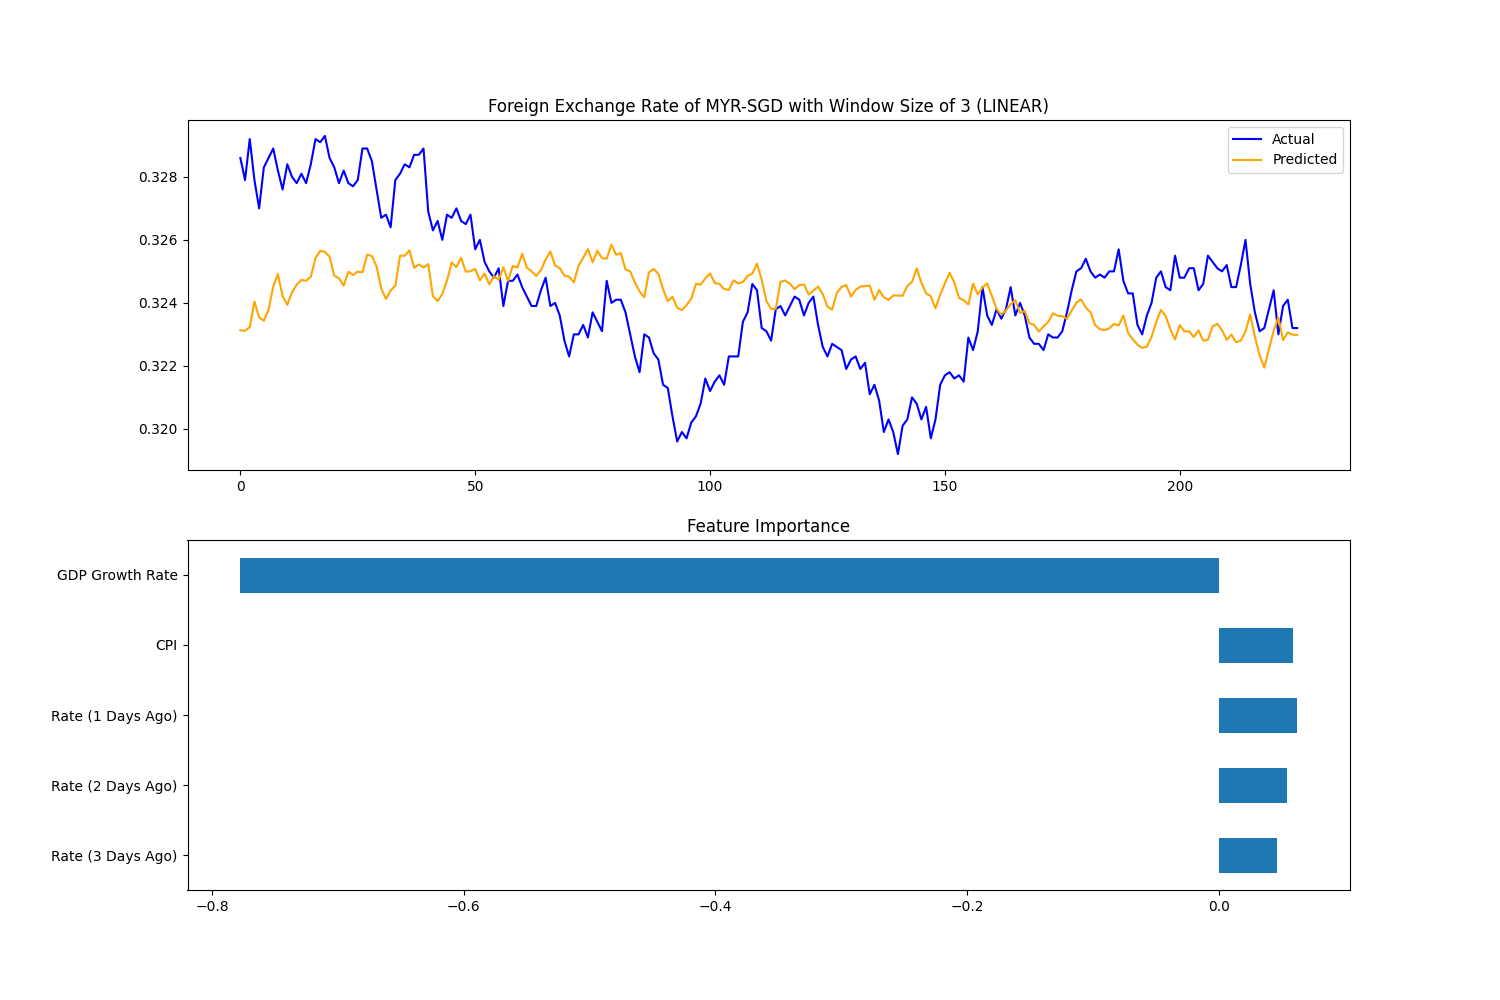 Foreign Exchange Rate of MYR-SGD with Window Size of 3 (LINEAR)
Actual
Predicted
0.328
0.326
0.324
0.322
0.320
0 50 100 150 200
Feature Importance
GDP Growth Rate
CPI
Rate (1 Days Ago)
Rate (2 Days Ago)
Rate (3 Days Ago)
−0.8 −0.6 −0.4 −0.2 0.0